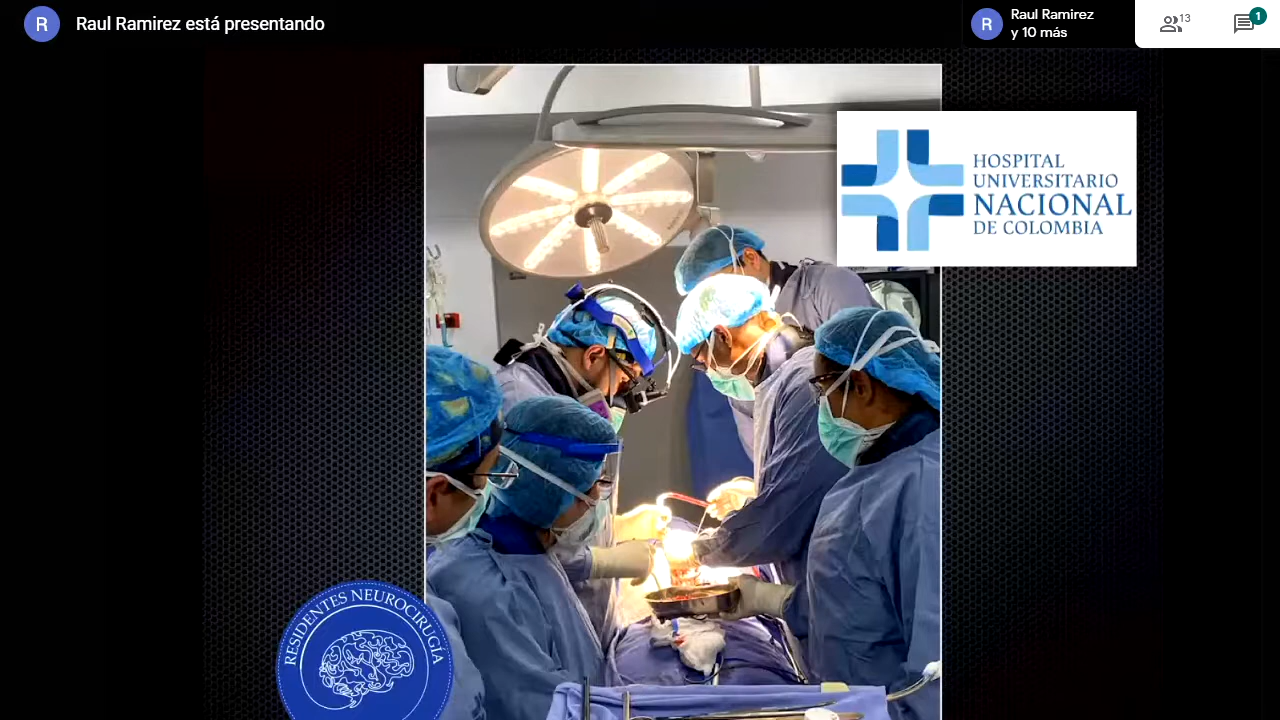 R
Raul Ramirez está presentando
R
Raul Ramirez
y 10 más
13
1
HOSPITAL
UNIVERSITARIO
NACIONAL
DE COLOMBIA
RESIDENTES NEUROCIRUGÍA